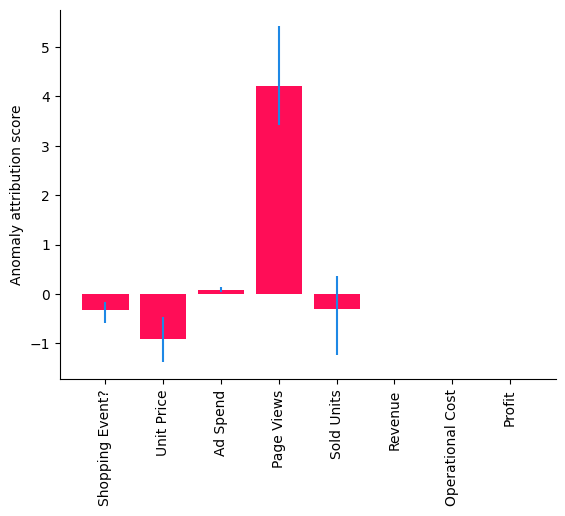 Anomaly attribution score
5
4
3
2
1
0
−1
Shopping Event?
Unit Price
Ad Spend
Page Views
Sold Units
Revenue
Operational Cost
Profit